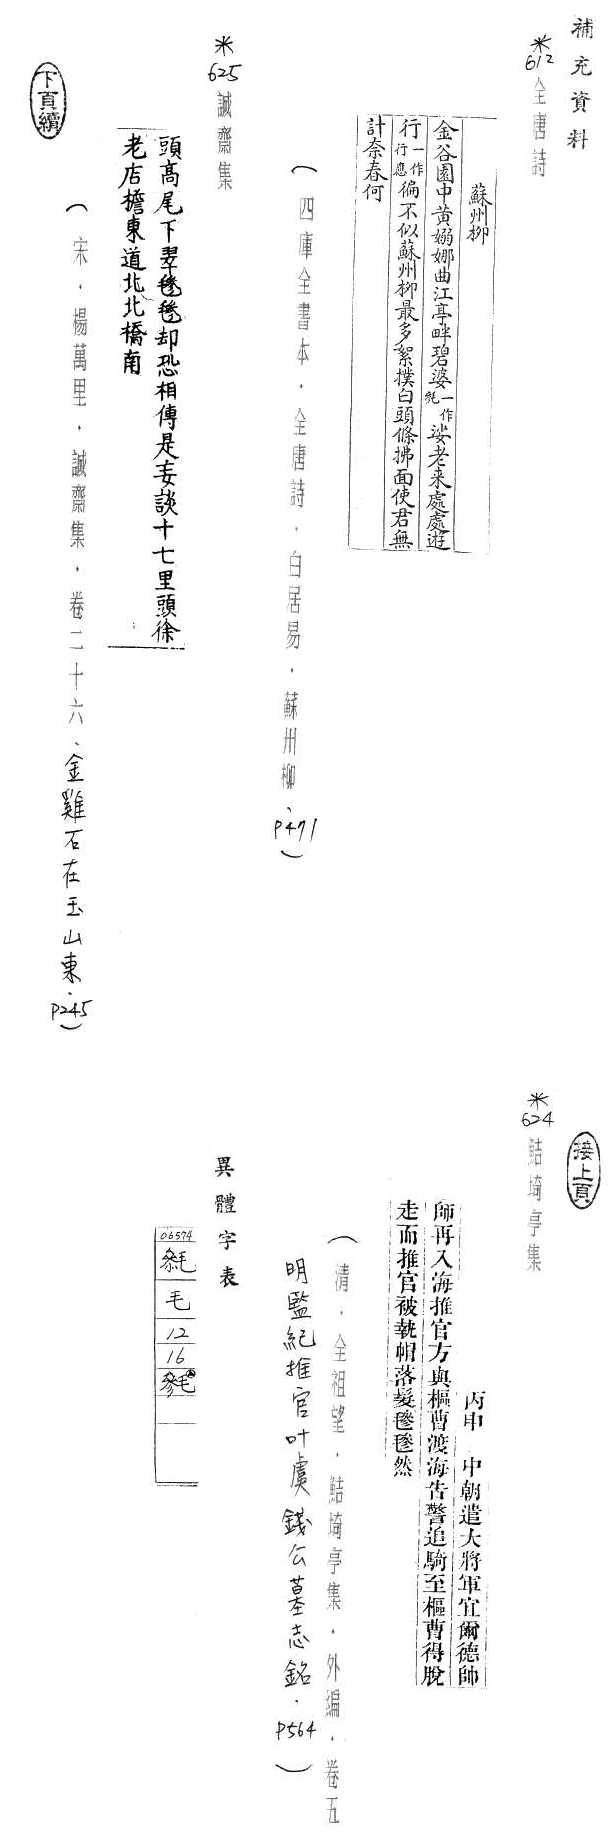 補充資料
*612 全唐詩
蘇州柳
金谷園中黃嫋娜曲江亭畔碧婆一作毿娑老來處處遊
行一作行應徧不似蘇州柳最多絮撲白頭條拂面使君無
計奈春何
(四庫全書本．全唐詩．白居易．蘇州柳．P471)
*625 誠齋集
頭高尾下翠毿毿却恐相傳是妄談十七里頭徐
老店檐東道北北橋南
(宋．楊萬里．誠齋集．卷二十六．金雞石在玉山東．P245)
下頁續
接上頁
*624 鮚埼亭集
丙申 中朝遣大將軍宜爾德帥
師再入海推官方與樞曹渡海告警追騎至樞曹得脫
走而推官被執帽落髮毿毿然
(清．全祖望．鮚埼亭集．外編．卷五
明監紀推官叶虞錢公墓志銘．P564)
異體字表
06574
毿
毛
12
16
毿